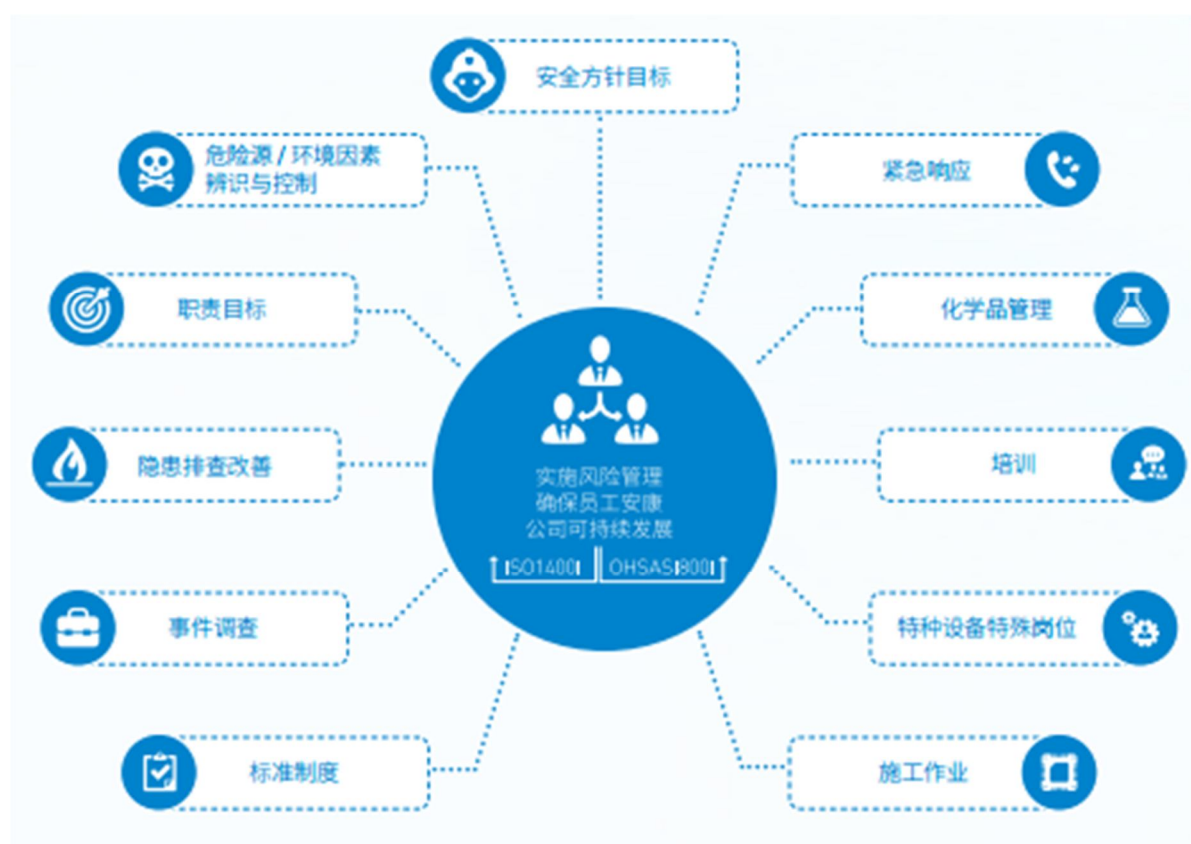 安全方针目标
危险源 / 环境因素
辨识与控制
紧急响应
职责目标
化学品管理
实施风险管理
确保员工安康
公司可持续发展
ISO14001
OHSAS18001
隐患排查改善
培训
事件调查
特种设备特殊岗位
标准制度
施工作业